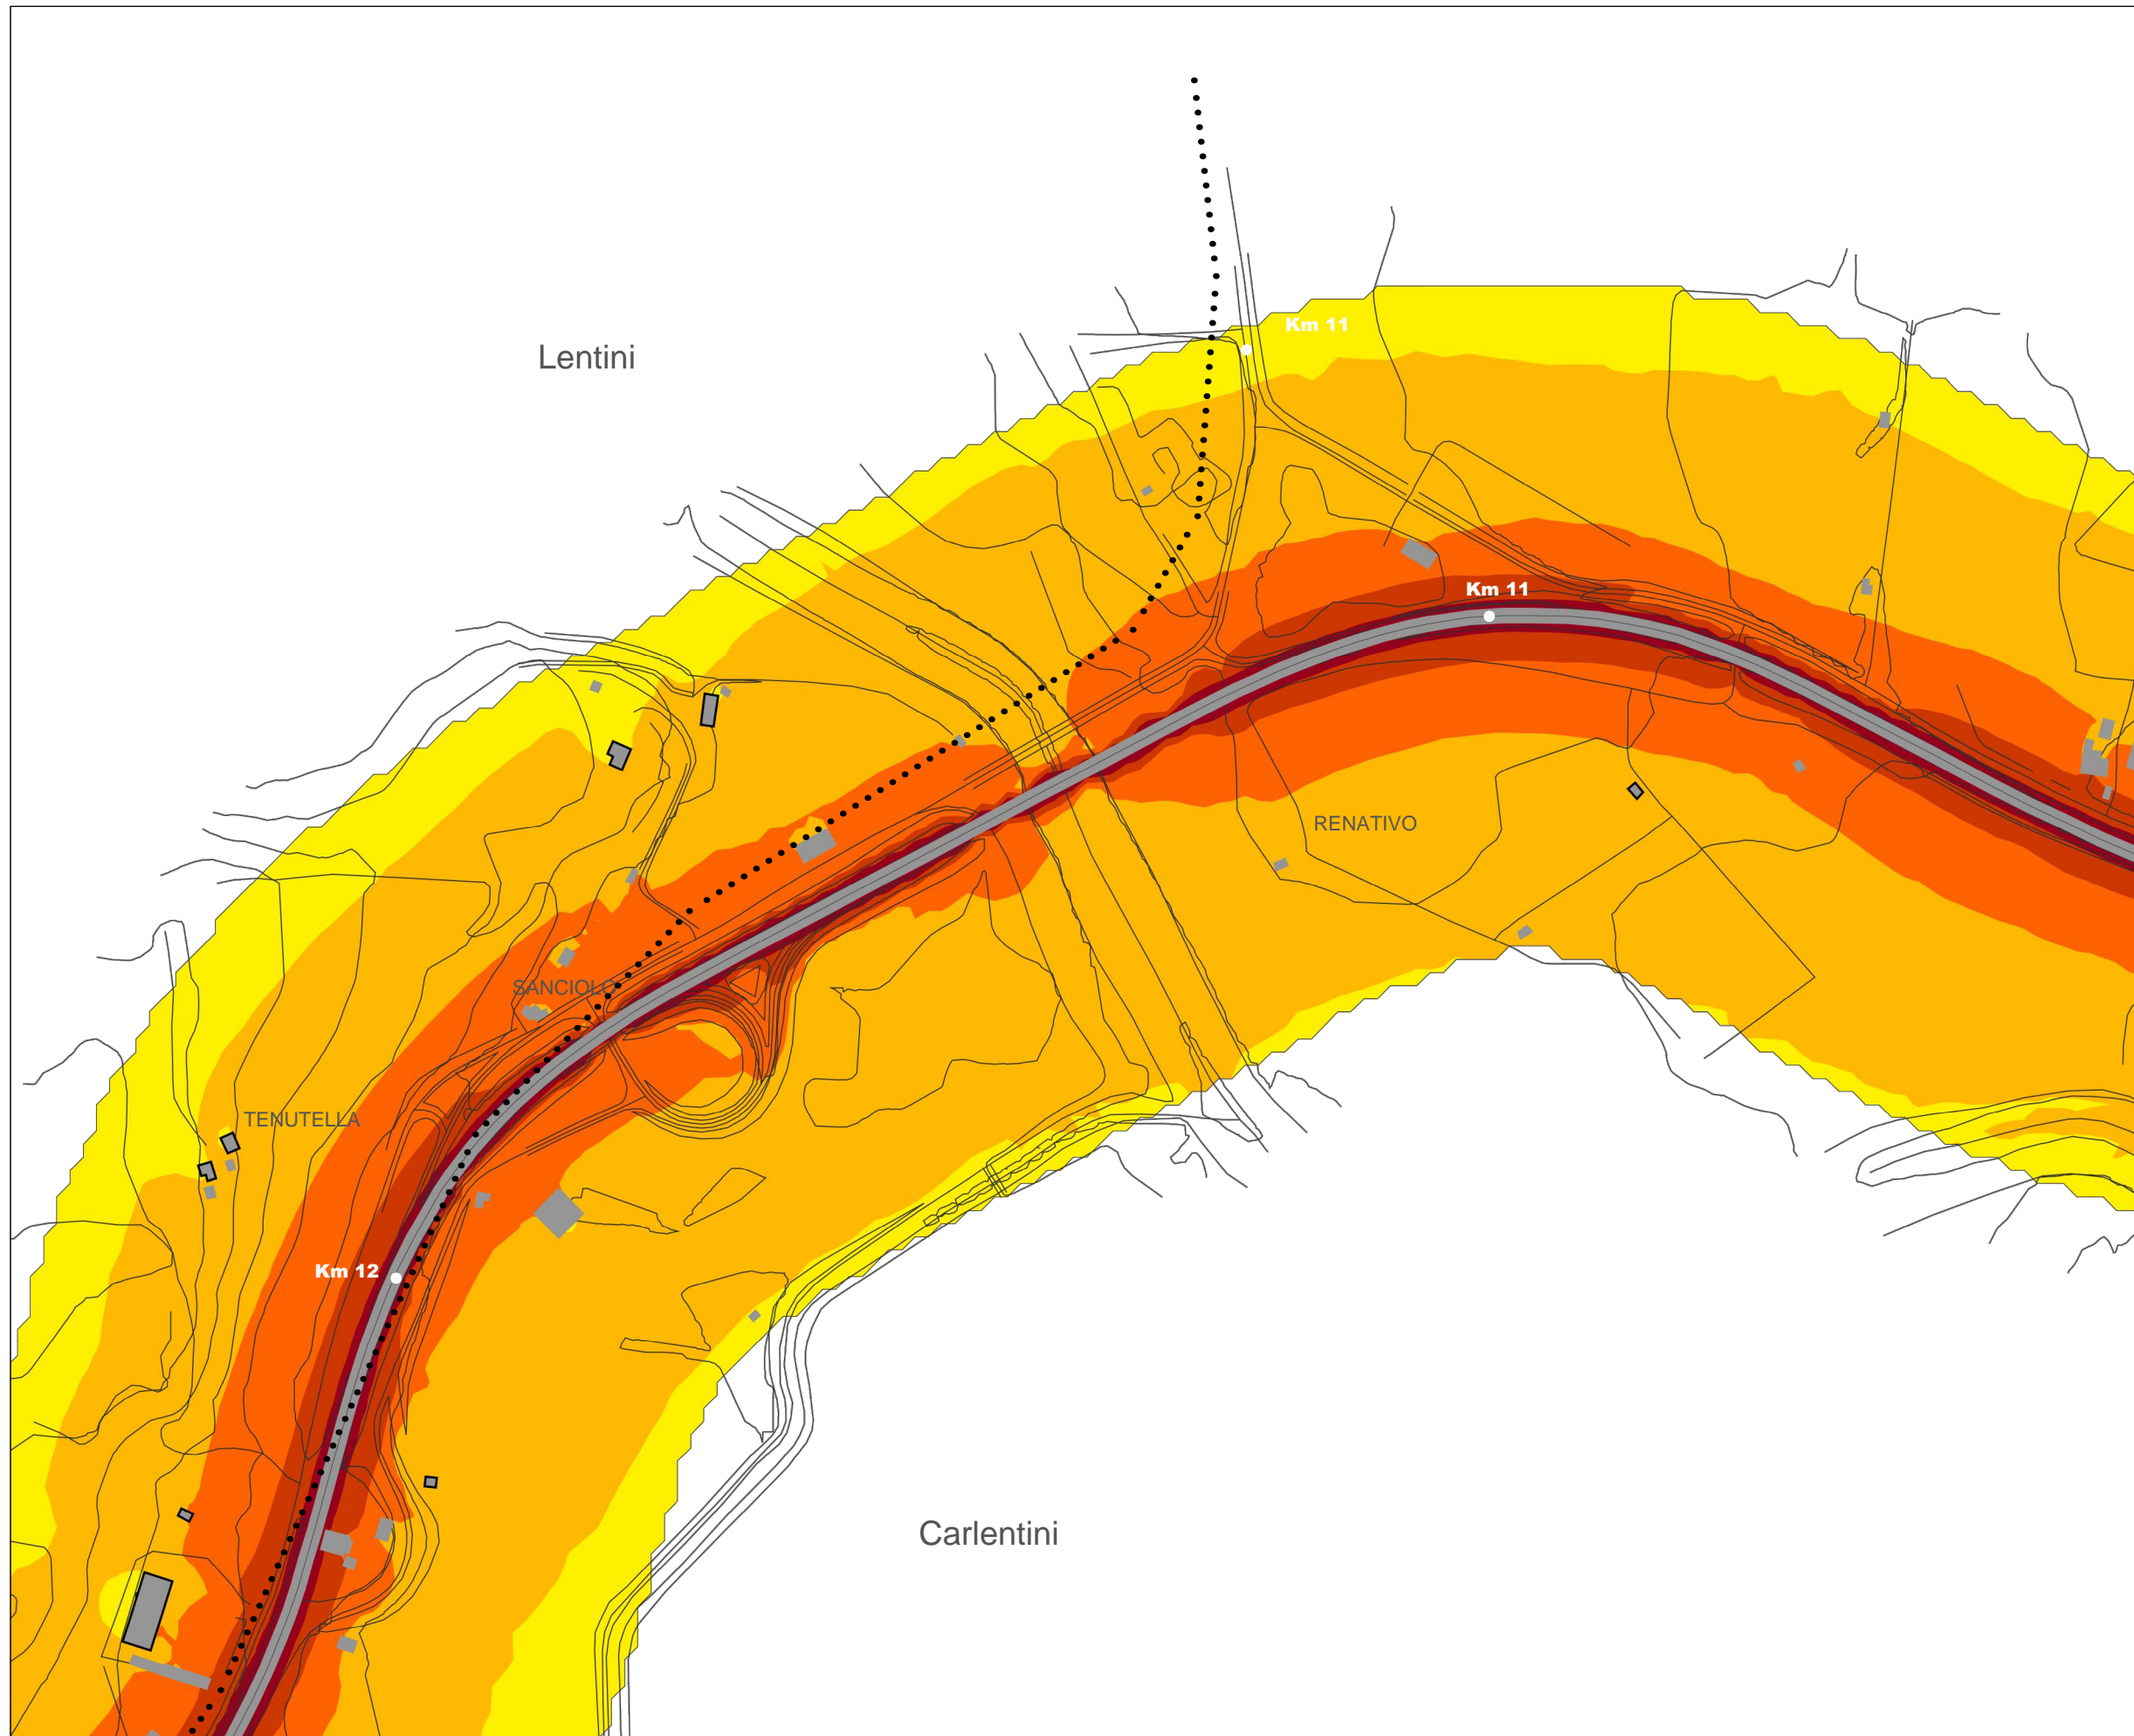 Km 11
Lentini
Km 11
RENATIVO
SANCIOLO
TENUTELLA
Km 12
Carlentini